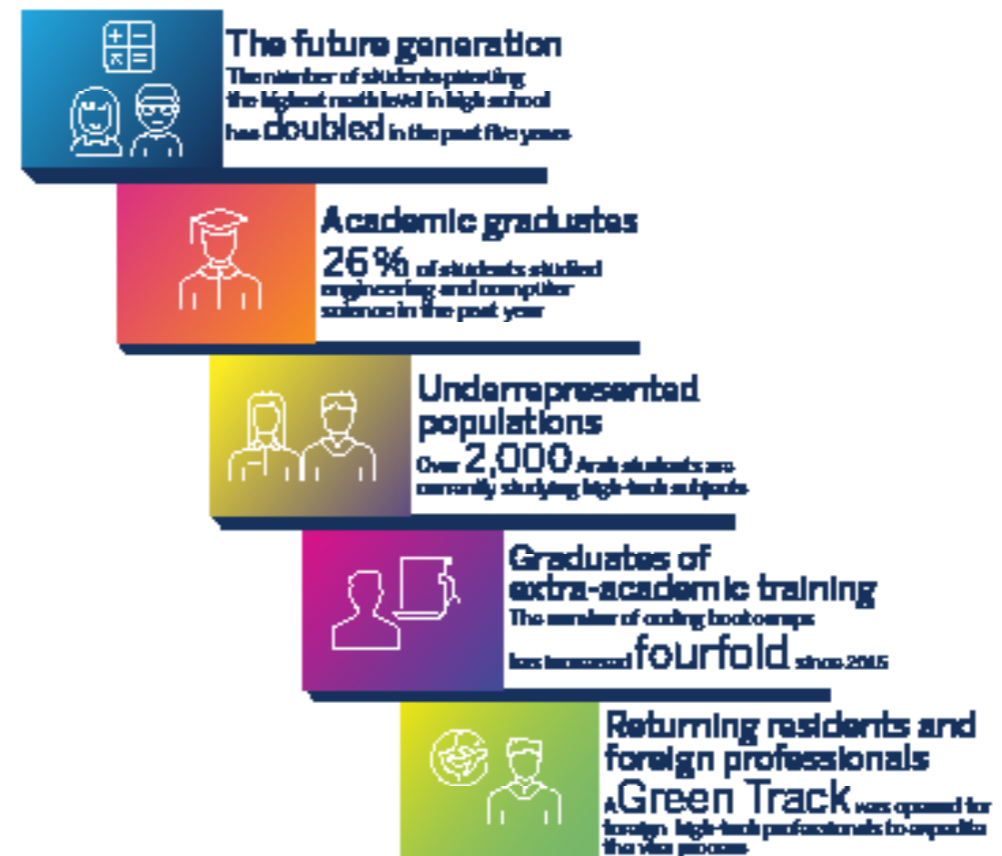 The future generation
The number of students pursuing
the highest math level in high school
has doubled in the past five years
Academic graduates
26% of students studied
engineering and computer
science in the past year
Underrepresented
populations
Over 2,000 Arab students are
currently studying high-tech subjects
Graduates of
extra-academic training
The number of coding bootcamps
has increased fourfold since 2015
Returning residents and
foreign professionals
A Green Track was opened for
foreign high-tech professionals to expedite
the visa process